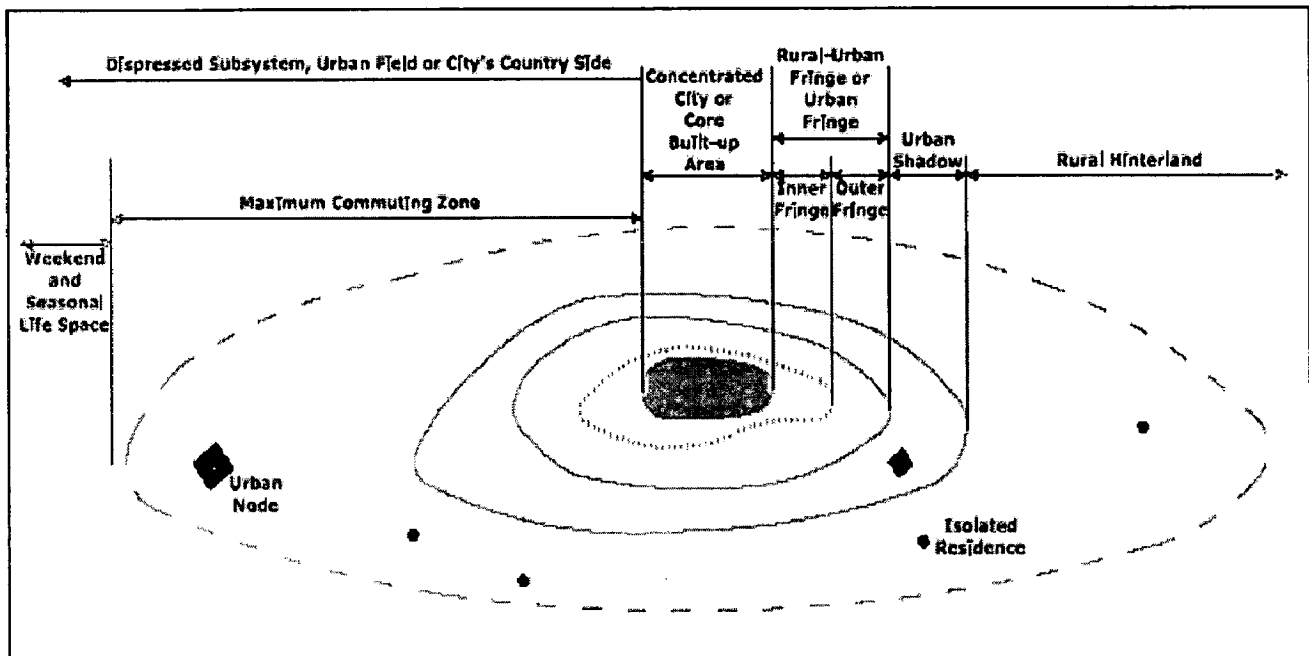 Dispressed Subsystem, Urban Field or City's Country Side
Concentrated
City or
Core
Built-up
Area
Rural-Urban
Fringe or
Urban
Fringe
Urban
Shadow
Rural Hinterland
Inner
Fringe
Outer
Fringe
Maximum Commuting Zone
Weekend
and
Seasonal
Life Space
Urban
Node
Isolated
Residence